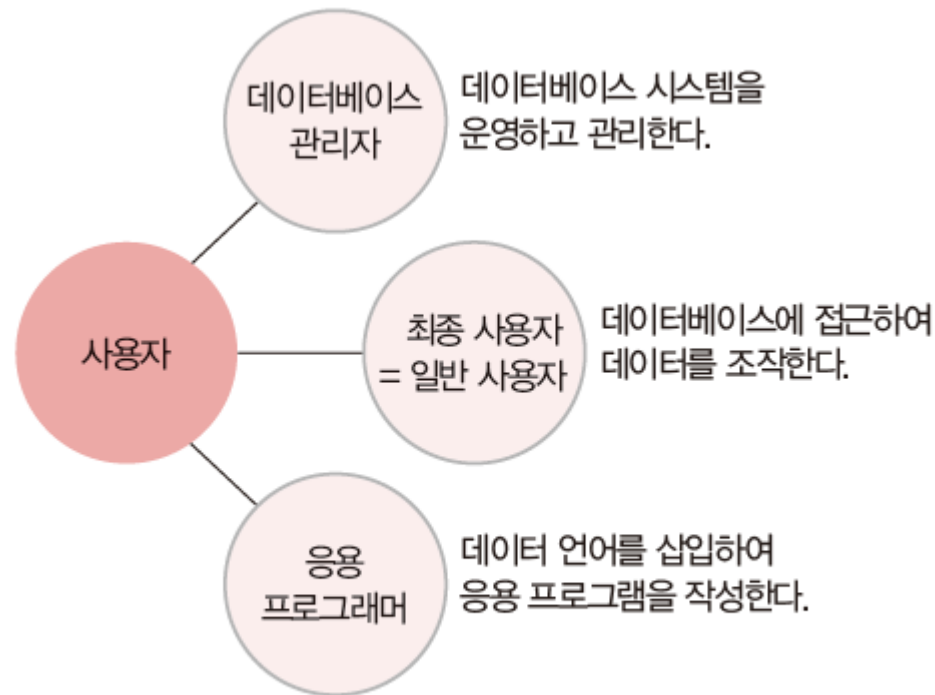 데이터베이스
관리자
데이터베이스 시스템을
운영하고 관리한다.
사용자
최종 사용자
= 일반 사용자
데이터베이스에 접근하여
데이터를 조작한다.
응용
프로그래머
데이터 언어를 삽입하여
응용 프로그램을 작성한다.